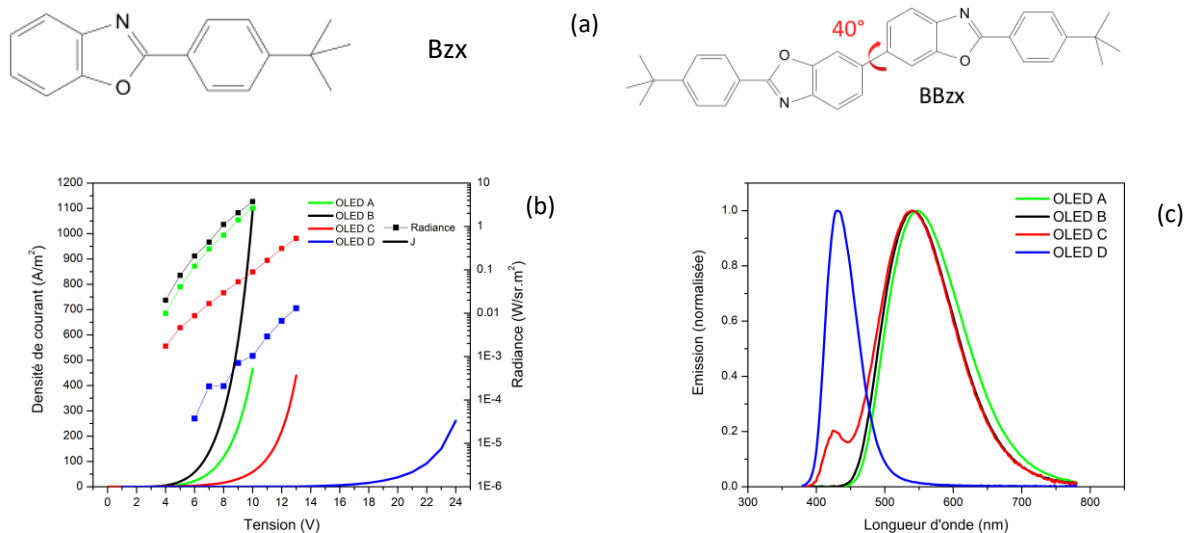 N
O
Bzx
(a)
40°
N
O
O
N
BBzx
(b)
Densité de courant (A/m²)
1200
1100
1000
900
800
700
600
500
400
300
200
100
0
0 2 4 6 8 10 12 14 16 18 20 22 24
Tension (V)
OLED A
OLED B
OLED C
OLED D
Radiance
J
10
1
0.1
0.01
1E-3
1E-4
1E-5
1E-6
Radiance (W/sr.m²)
(c)
Emission (normalisée)
1.0
0.8
0.6
0.4
0.2
0.0
300 400 500 600 700 800
Longueur d'onde (nm)
OLED A
OLED B
OLED C
OLED D